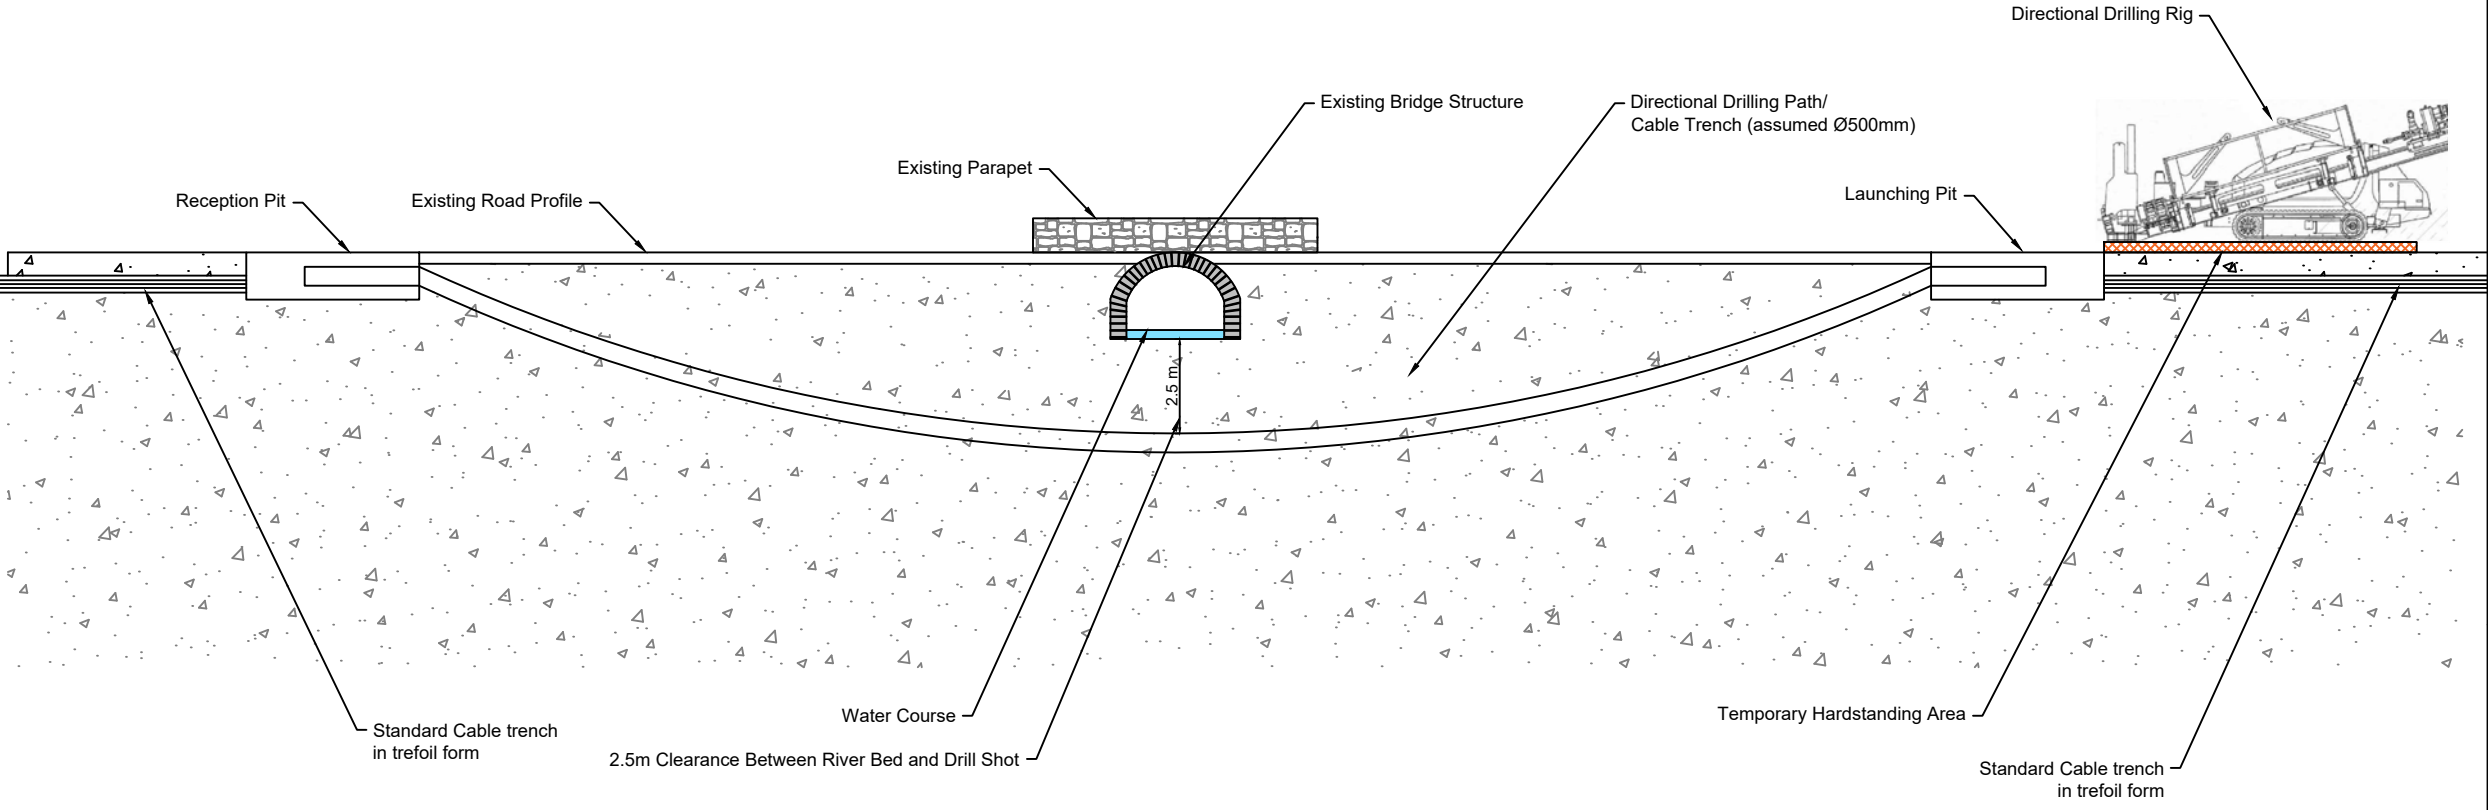 Directional Drilling Rig
Existing Bridge Structure
Directional Drilling Path/
Cable Trench (assumed Ø500mm)
Existing Parapet
Reception Pit
Existing Road Profile
Launching Pit
2.5 m
Water Course
Temporary Hardstanding Area
Standard Cable trench
in trefoil form
2.5m Clearance Between River Bed and Drill Shot
Standard Cable trench
in trefoil form